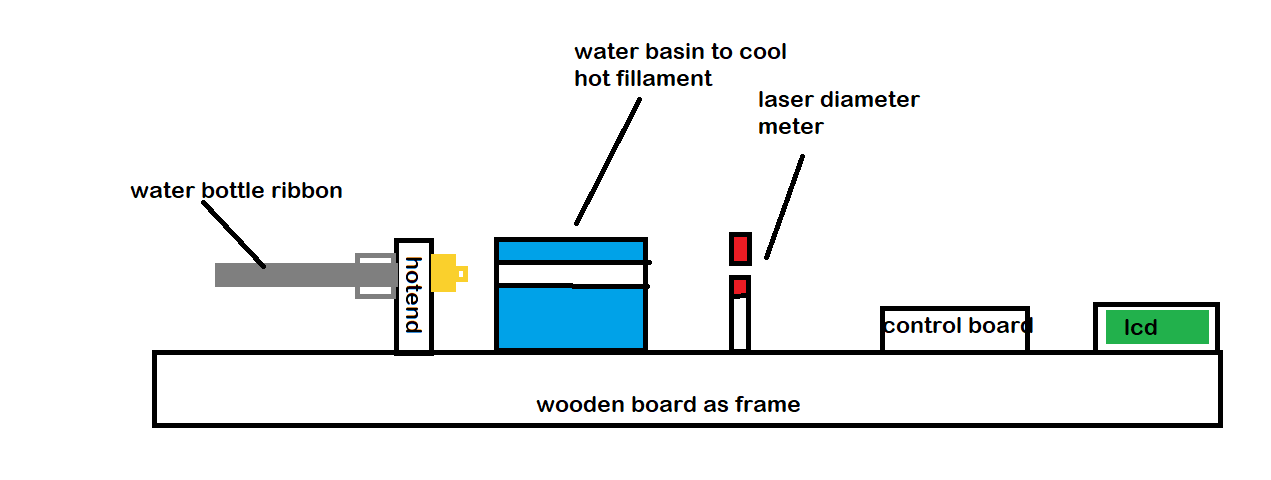 water basin to cool
hot fillament
laser diameter
meter
water bottle ribbon
hotend
control board
lcd
wooden board as frame